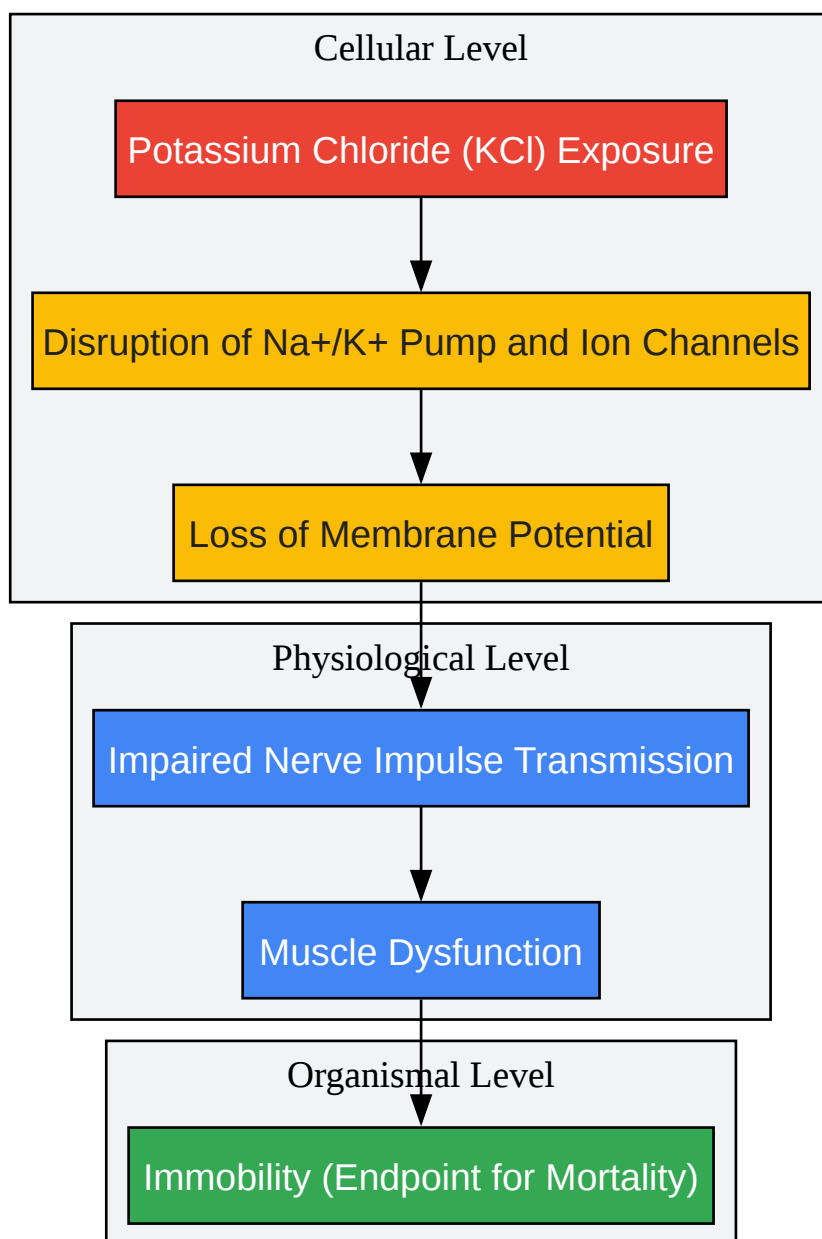 Cellular Level
Potassium Chloride (KCl) Exposure
Disruption of Na+/K+ Pump and Ion Channels
Loss of Membrane Potential
Physiological Level
Impaired Nerve Impulse Transmission
Muscle Dysfunction
Organismal Level
Immobility (Endpoint for Mortality)